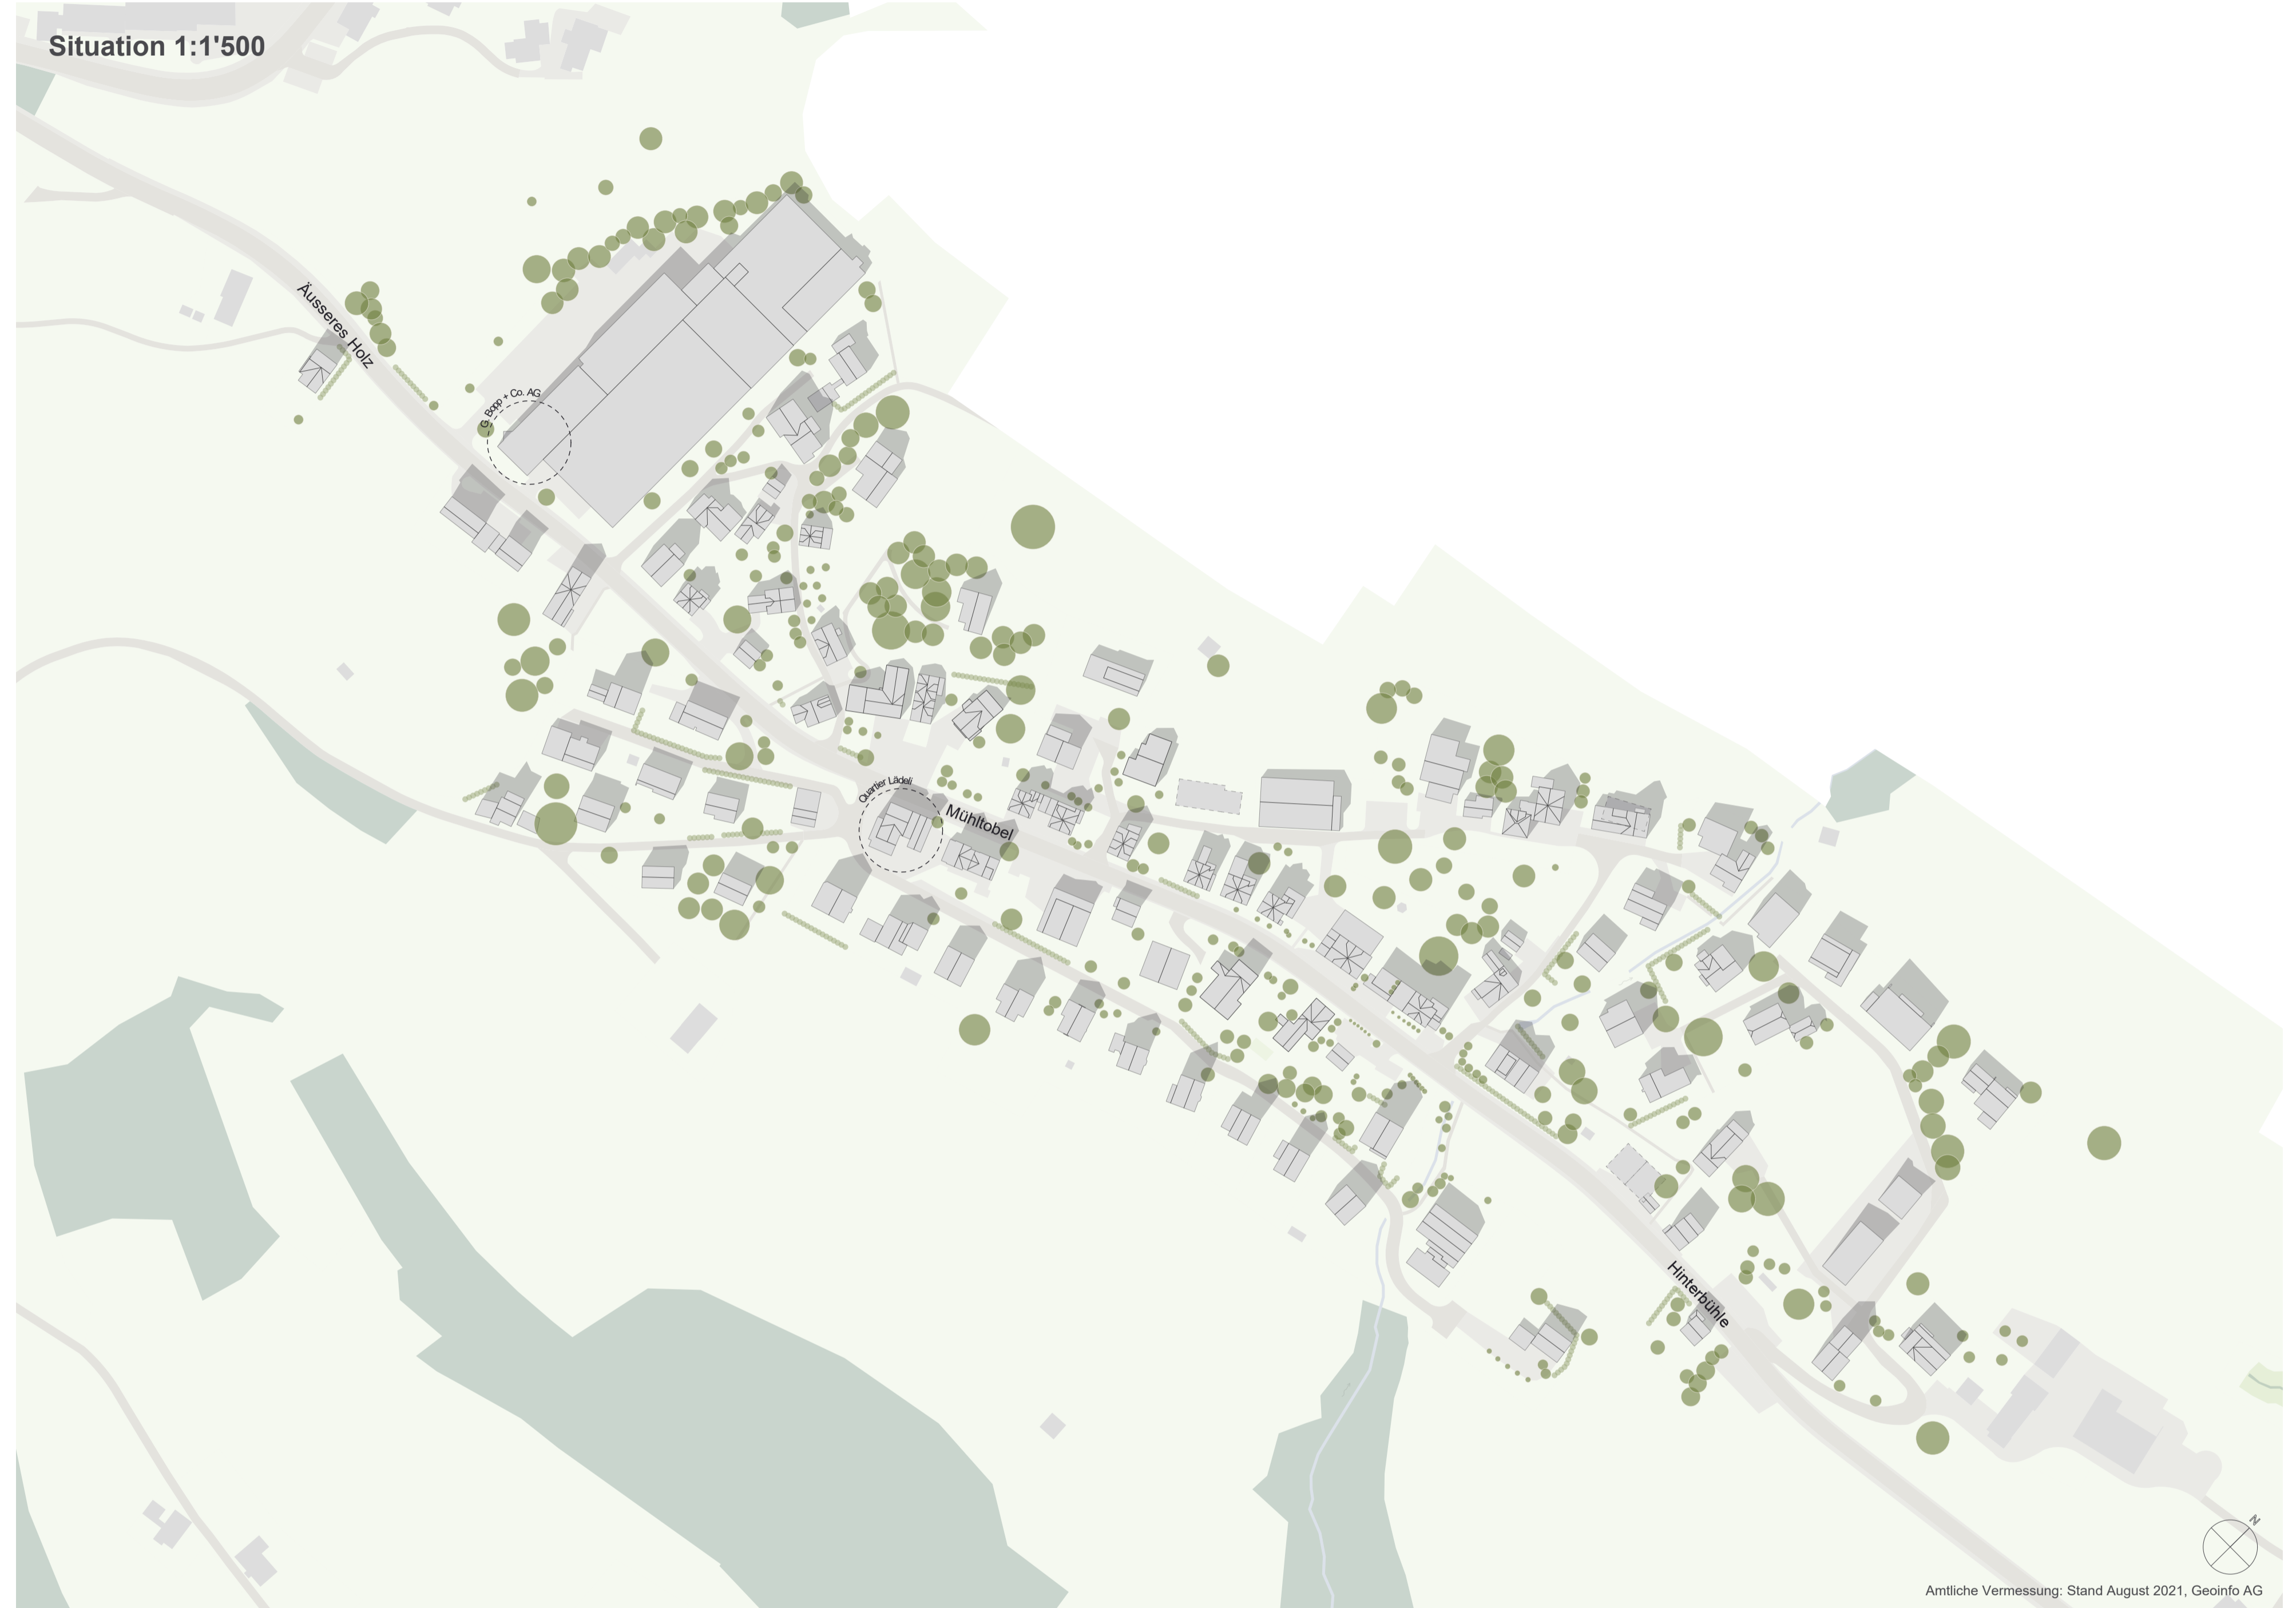 Situation 1:1'500
Äusseres Holz
G. Bopp + Co. AG
Quartier Lädeli
Mühltobel
Hinterbühle
N
Amtliche Vermessung: Stand August 2021, Geoinfo AG